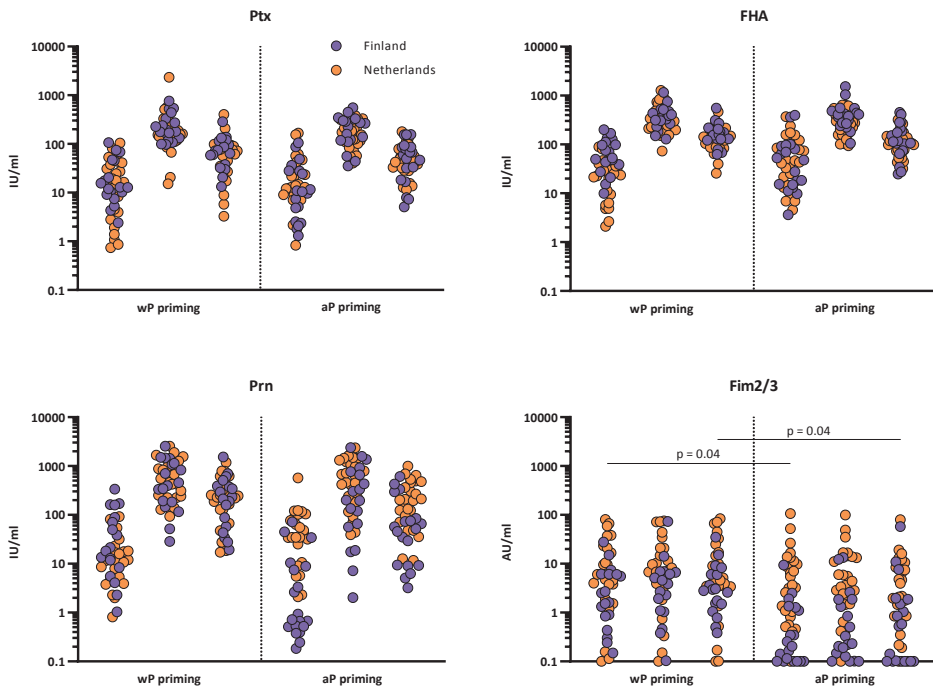 Ptx
FHA
10000
1000
100
10
1
0.1
IU/ml
Finland
Netherlands
wP priming
aP priming
10000
1000
100
10
1
0.1
IU/ml
wP priming
aP priming
Prn
Fim2/3
10000
1000
100
10
1
0.1
IU/ml
wP priming
aP priming
10000
1000
100
10
1
0.1
AU/ml
p = 0.04
p = 0.04
wP priming
aP priming